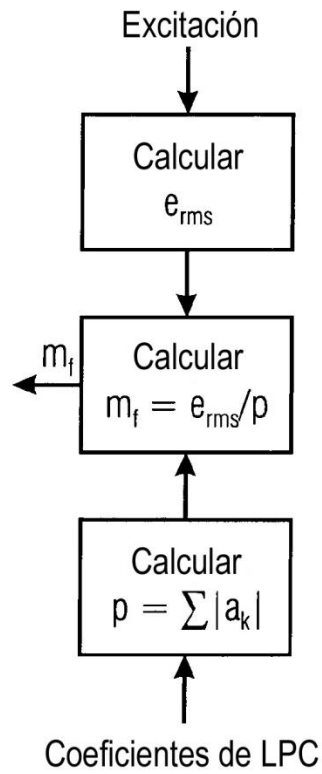 Excitación
Calcular
e_rms
m_f
Calcular
m_f = e_rms/p
Calcular
p = ∑|a_k|
Coeficientes de LPC